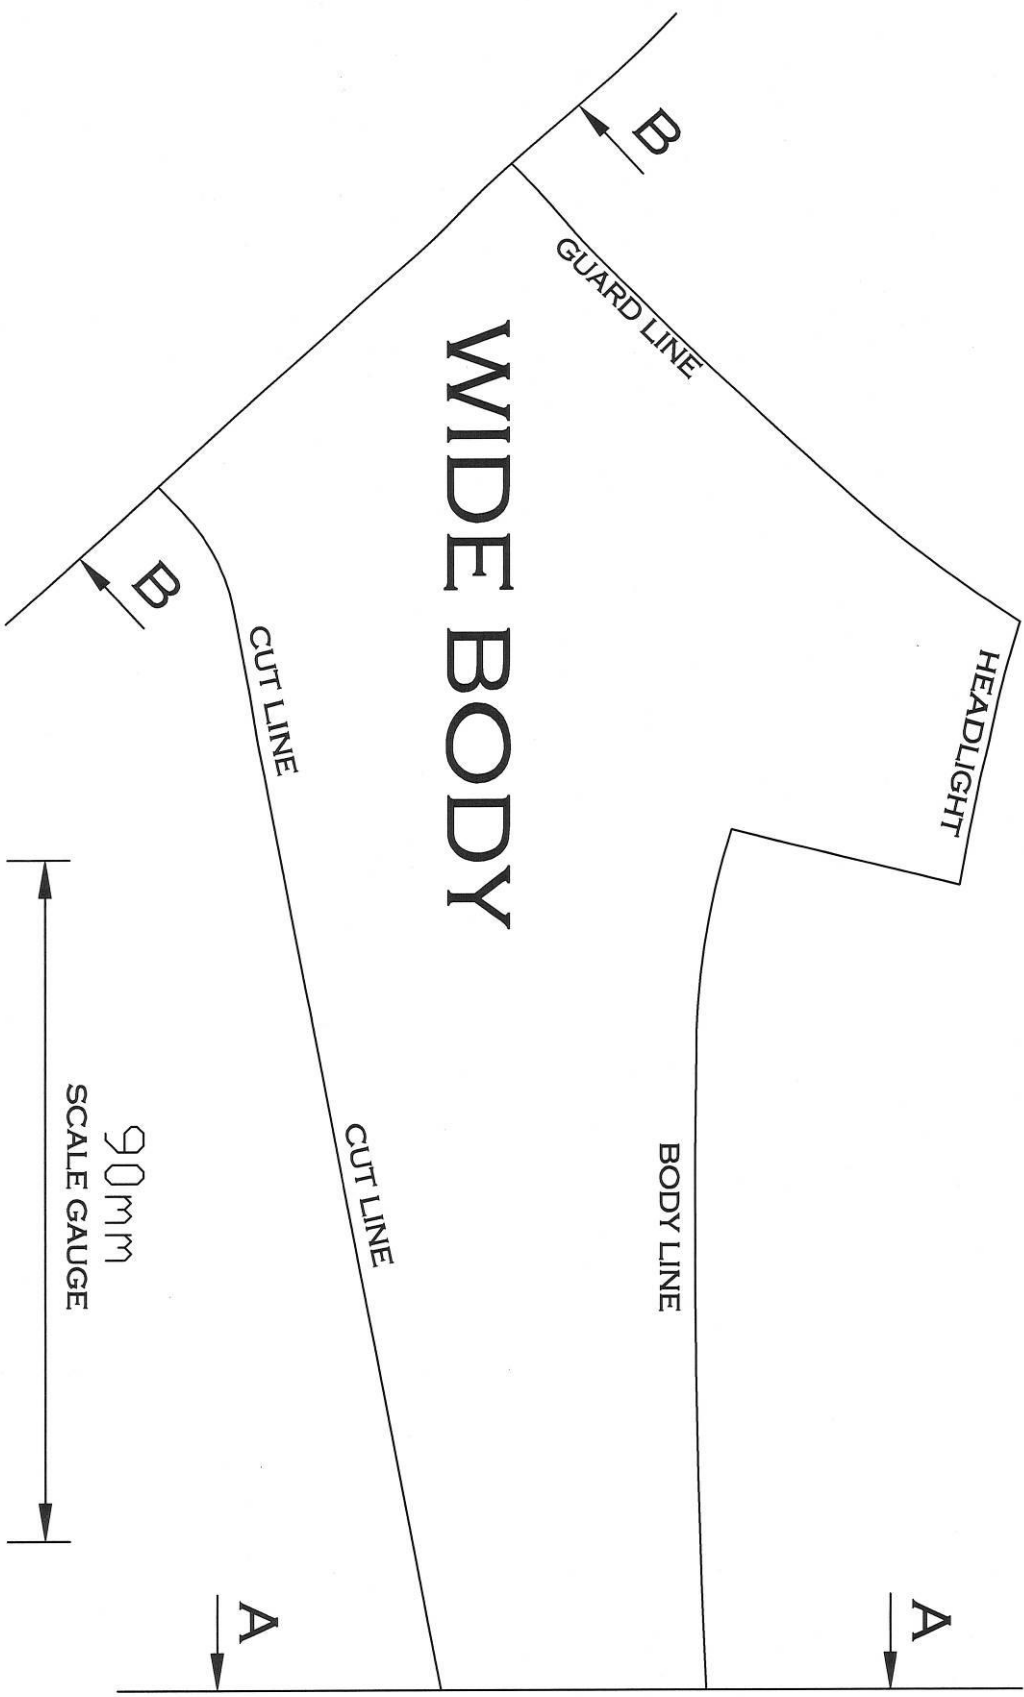 B
GUARD LINE
HEADLIGHT
WIDE BODY
B
CUT LINE
CUT LINE
BODY LINE
90mm
SCALE GAUGE
A
A